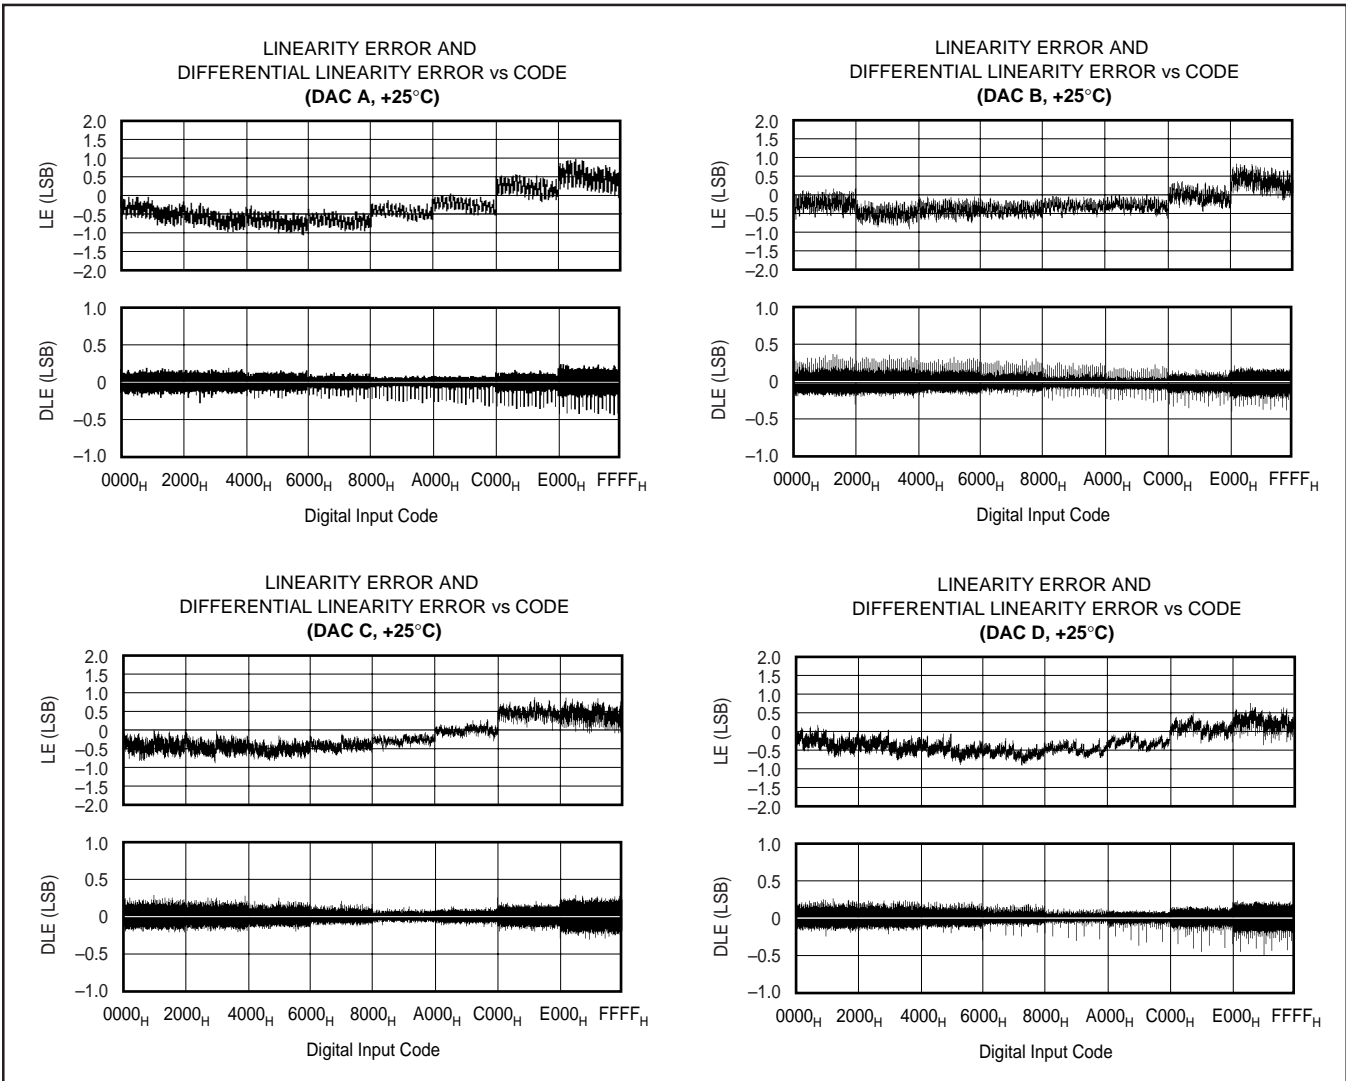 LINEARITY ERROR AND
DIFFERENTIAL LINEARITY ERROR vs CODE
(DAC A, +25°C)
2.0
1.5
1.0
0.5
0
–0.5
–1.0
–1.5
–2.0
LE (LSB)
1.0
0.5
0
–0.5
–1.0
DLE (LSB)
0000H 2000H 4000H 6000H 8000H A000H C000H E000H FFFFH
Digital Input Code
LINEARITY ERROR AND
DIFFERENTIAL LINEARITY ERROR vs CODE
(DAC B, +25°C)
2.0
1.5
1.0
0.5
0
–0.5
–1.0
–1.5
–2.0
LE (LSB)
1.0
0.5
0
–0.5
–1.0
DLE (LSB)
0000H 2000H 4000H 6000H 8000H A000H C000H E000H FFFFH
Digital Input Code
LINEARITY ERROR AND
DIFFERENTIAL LINEARITY ERROR vs CODE
(DAC C, +25°C)
2.0
1.5
1.0
0.5
0
–0.5
–1.0
–1.5
–2.0
LE (LSB)
1.0
0.5
0
–0.5
–1.0
DLE (LSB)
0000H 2000H 4000H 6000H 8000H A000H C000H E000H FFFFH
Digital Input Code
LINEARITY ERROR AND
DIFFERENTIAL LINEARITY ERROR vs CODE
(DAC D, +25°C)
2.0
1.5
1.0
0.5
0
–0.5
–1.0
–1.5
–2.0
LE (LSB)
1.0
0.5
0
–0.5
–1.0
DLE (LSB)
0000H 2000H 4000H 6000H 8000H A000H C000H E000H FFFFH
Digital Input Code